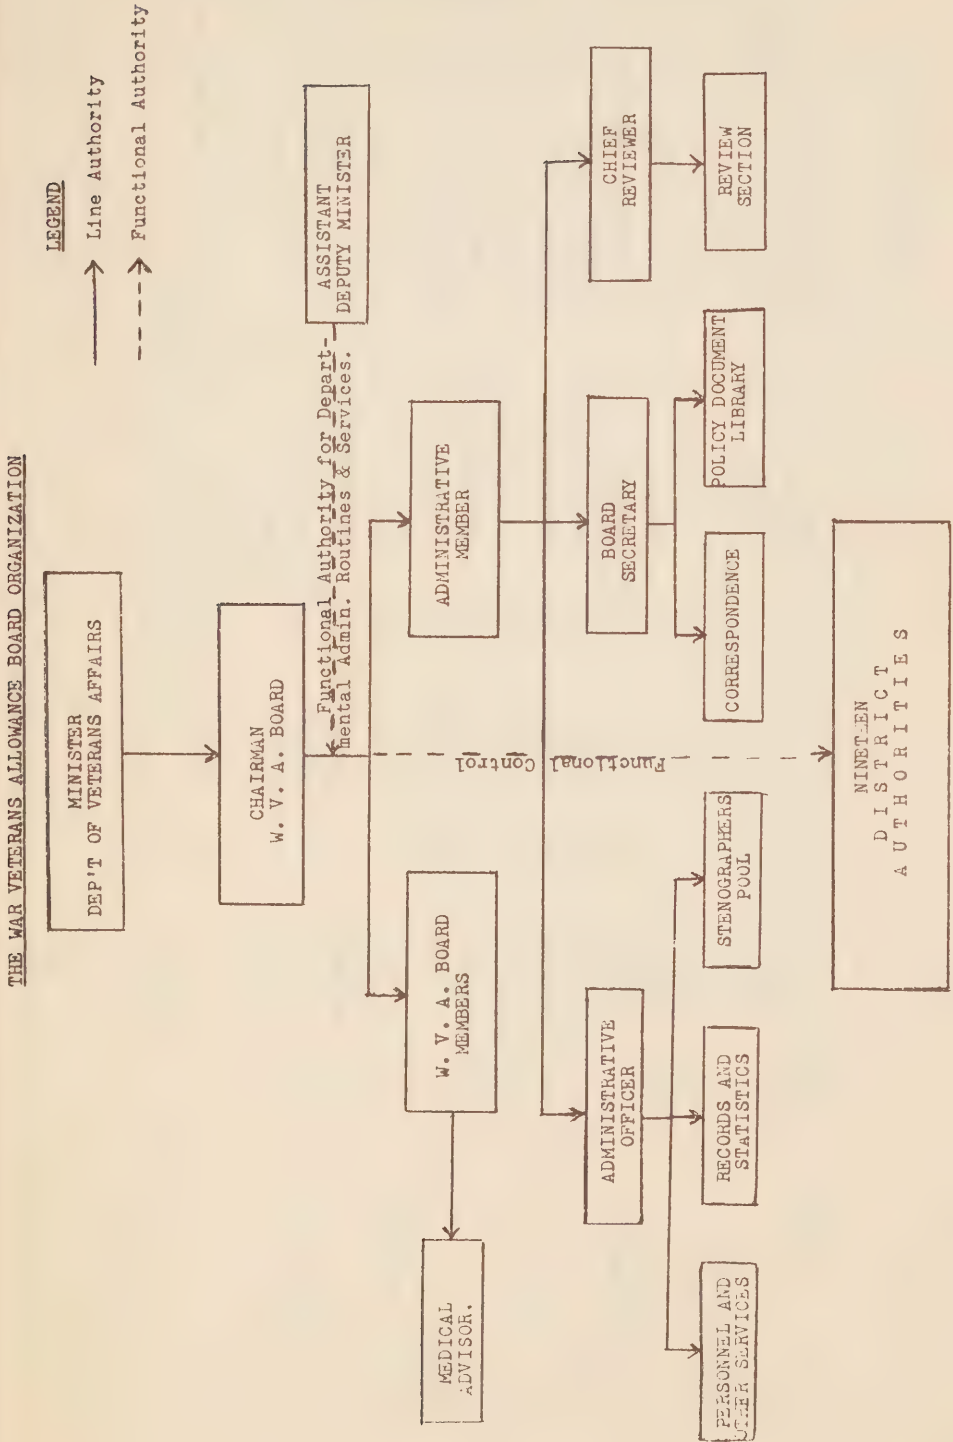 THE WAR VETERANS ALLOWANCE BOARD ORGANIZATION
LEGEND
Line Authority
Functional Authority
MINISTER
DEP'T OF VETERANS AFFAIRS
CHAIRMAN
W. V. A. BOARD
Functional Authority for Depart-
mental Admin. Routines & Services.
ASSISTANT
DEPUTY MINISTER
W. V. A. BOARD
MEMBERS
ADMINISTRATIVE
MEMBER
MEDICAL
ADVISOR.
Functional Control
ADMINISTRATIVE
OFFICER
BOARD
SECRETARY
CHIEF
REVIEWER
PERSONNEL AND
OTHER SERVICES
RECORDS AND
STATISTICS
STENOGRAPHERS
POOL
CORRESPONDENCE
POLICY DOCUMENT
LIBRARY
REVIEW
SECTION
NINETEEN
DISTRICT
AUTHORITIES